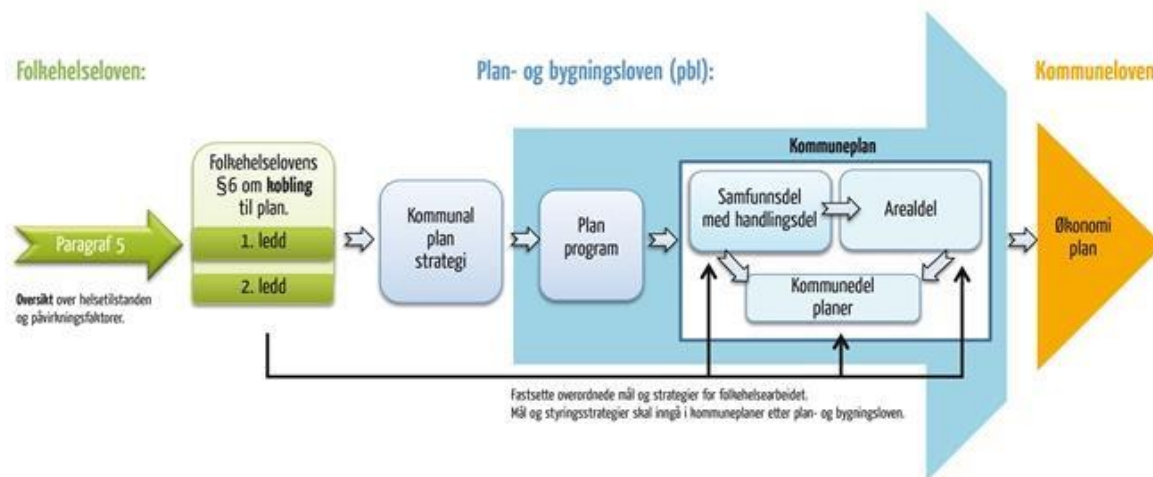 Folkehelseloven:
Plan- og bygningsloven (pbl):
Kommuneloven
Paragraf 5
Oversikt over helsetilstanden
og påvirkningsfaktorer.
Folkehelselovens
§6 om kobling
til plan.
1. ledd
2. ledd
Kommunal
plan
strategi
Plan
program
Kommuneplan
Samfunnsdel
med handlingsdel
Arealdel
Kommunedel
planer
Økonomi
plan
Fastsette overordnede mål og strategier for folkehelsearbeidet.
Mål og styringsstrategier skal inngå i kommuneplaner etter plan- og bygningsloven.